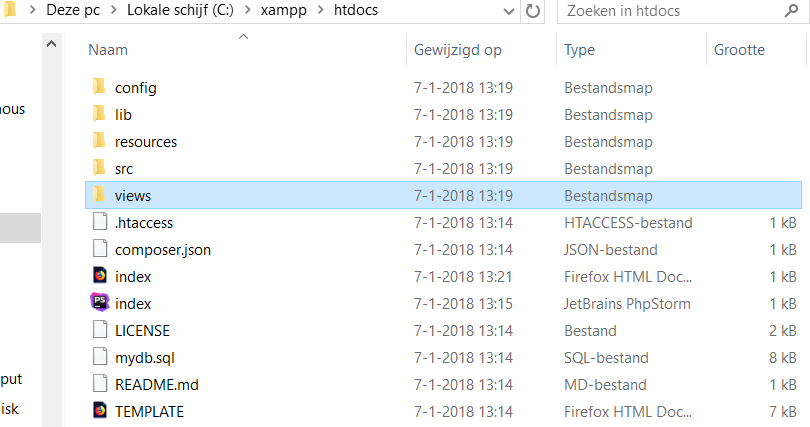 Deze pc > Lokale schijf (C:) > xampp > htdocs
Zoeken in htdocs
Naam Gewijzigd op Type Grootte
config 7-1-2018 13:19 Bestandsmap
lib 7-1-2018 13:19 Bestandsmap
resources 7-1-2018 13:19 Bestandsmap
src 7-1-2018 13:19 Bestandsmap
views 7-1-2018 13:19 Bestandsmap
.htaccess 7-1-2018 13:14 HTACCESS-bestand 1 kB
composer.json 7-1-2018 13:14 JSON-bestand 1 kB
index 7-1-2018 13:21 Firefox HTML Doc... 1 kB
PS index 7-1-2018 13:15 JetBrains PhpStorm 1 kB
LICENSE 7-1-2018 13:14 Bestand 2 kB
mydb.sql 7-1-2018 13:14 SQL-bestand 8 kB
README.md 7-1-2018 13:14 MD-bestand 1 kB
TEMPLATE 7-1-2018 13:14 Firefox HTML Doc... 7 kB
nous
put
isk